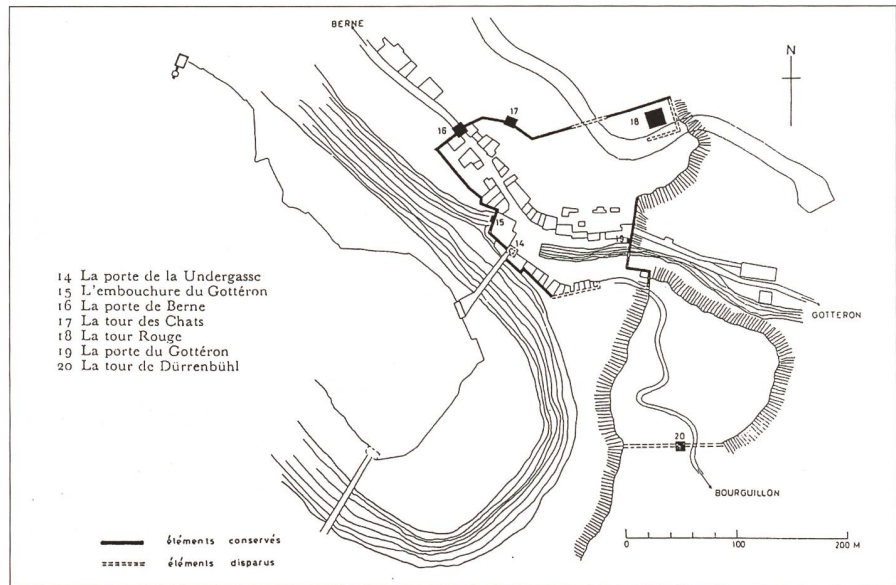 BERNE
N
17
16
18
15
14
19
14 La porte de la Undergasse
15 L'embouchure du Gottéron
16 La porte de Berne
17 La tour des Chats
18 La tour Rouge
19 La porte du Gottéron
20 La tour de Dürrenbühl
GOTTERON
20
BOURGUILLON
éléments conservés
éléments disparus
0 100 200 M